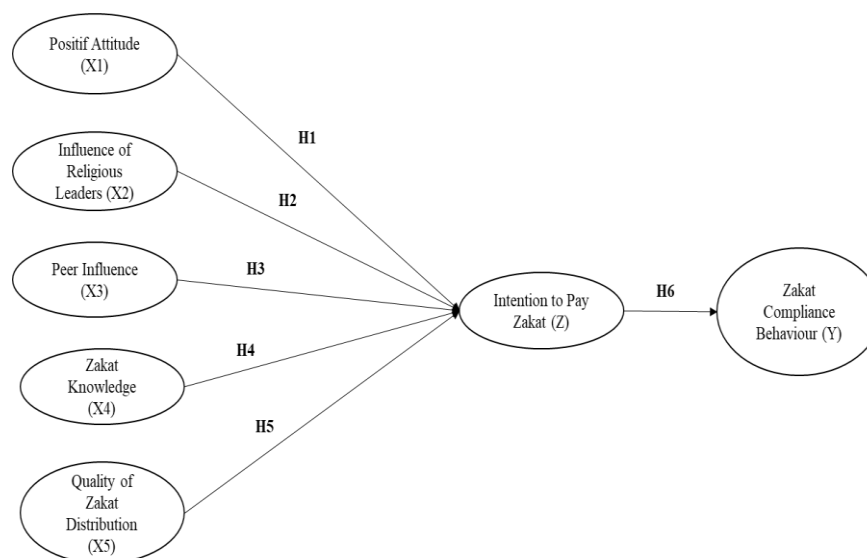 Positif Attitude
(X1)
H1
Influence of
Religious
Leaders (X2)
H2
Peer Influence
(X3)
H3
Intention to Pay
Zakat (Z)
H6
Zakat
Compliance
Behaviour (Y)
Zakat
Knowledge
(X4)
H4
H5
Quality of
Zakat
Distribution
(X5)